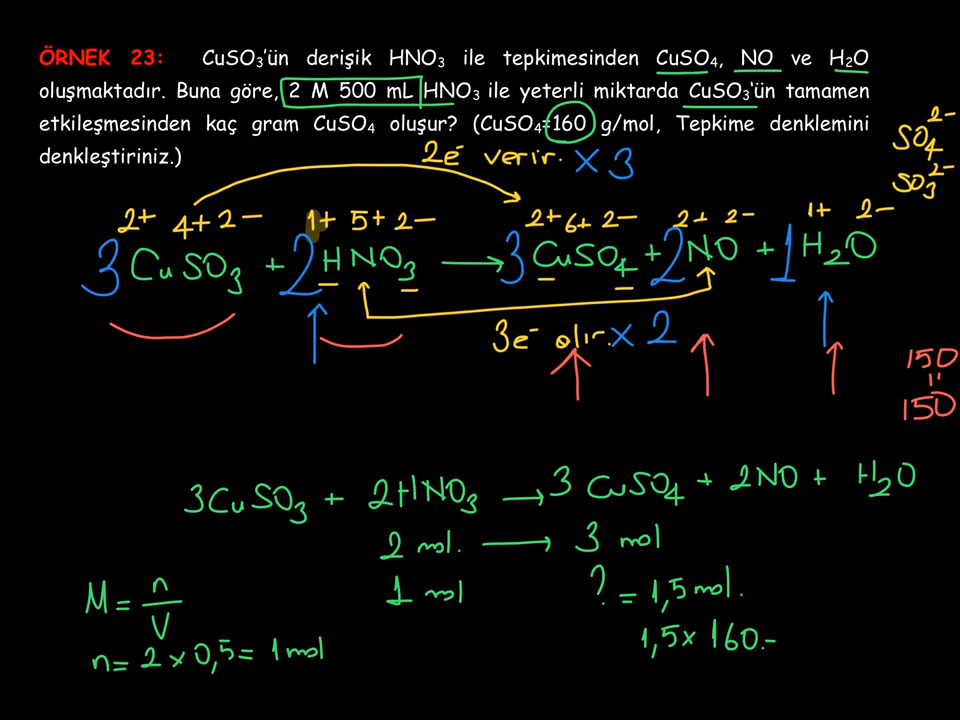 ÖRNEK 23: CuSO₃'ün derişik HNO₃ ile tepkimesinden CuSO₄, NO ve H₂O
oluşmaktadır. Buna göre, 2 M 500 mL HNO₃ ile yeterli miktarda CuSO₃'ün tamamen
etkileşmesinden kaç gram CuSO₄ oluşur? (CuSO₄=160 g/mol, Tepkime denklemini
denkleştiriniz.)
SO₄²⁻
SO₃²⁻
2e⁻ verir. x 3
2+ 4+ 2- 1+ 5+ 2- 2+ 6+ 2- 2+ 2- 1+ 2-
3 CuSO₃ + 2 HNO₃ → 3 CuSO₄ + 2 NO + 1 H₂O
3e⁻ alır. x 2
150
=
150
3CuSO₃ + 2HNO₃ → 3 CuSO₄ + 2NO + H₂O
2 mol. → 3 mol
1 mol ? = 1,5 mol.
M = n/V
1,5 x 160.-
n = 2 x 0,5 = 1 mol